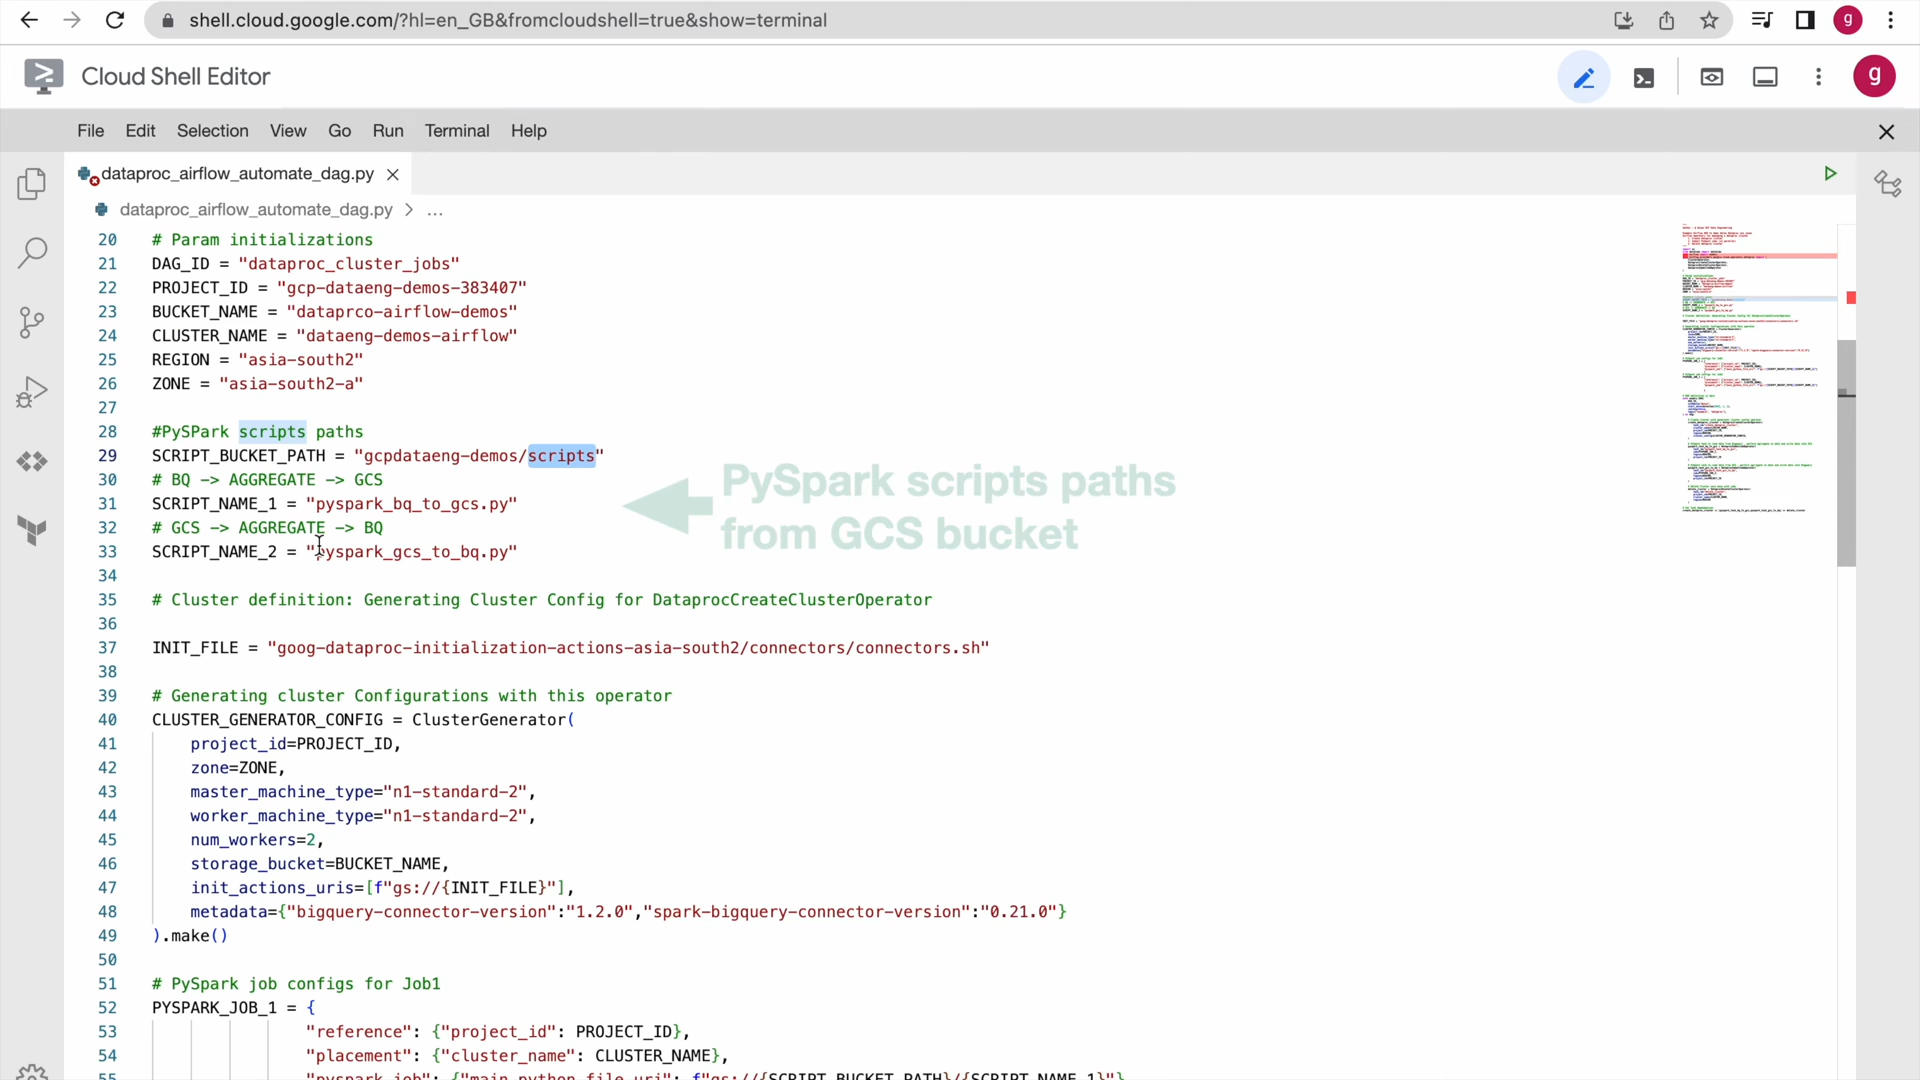 shell.cloud.google.com/?hl=en_GB&fromcloudshell=true&show=terminal
g
Cloud Shell Editor
g
File Edit Selection View Go Run Terminal Help
dataproc_airflow_automate_dag.py
dataproc_airflow_automate_dag.py > ...
20 # Param initializations
21 DAG_ID = "dataproc_cluster_jobs"
22 PROJECT_ID = "gcp-dataeng-demos-383407"
23 BUCKET_NAME = "dataprco-airflow-demos"
24 CLUSTER_NAME = "dataeng-demos-airflow"
25 REGION = "asia-south2"
26 ZONE = "asia-south2-a"
27
28 #PySPark scripts paths
29 SCRIPT_BUCKET_PATH = "gcpdataeng-demos/scripts"
30 # BQ -> AGGREGATE -> GCS
31 SCRIPT_NAME_1 = "pyspark_bq_to_gcs.py"
32 # GCS -> AGGREGATE -> BQ
33 SCRIPT_NAME_2 = "pyspark_gcs_to_bq.py"
PySpark scripts paths
from GCS bucket
34
35 # Cluster definition: Generating Cluster Config for DataprocCreateClusterOperator
36
37 INIT_FILE = "goog-dataproc-initialization-actions-asia-south2/connectors/connectors.sh"
38
39 # Generating cluster Configurations with this operator
40 CLUSTER_GENERATOR_CONFIG = ClusterGenerator(
41 project_id=PROJECT_ID,
42 zone=ZONE,
43 master_machine_type="n1-standard-2",
44 worker_machine_type="n1-standard-2",
45 num_workers=2,
46 storage_bucket=BUCKET_NAME,
47 init_actions_uris=[f"gs://{INIT_FILE}"],
48 metadata={"bigquery-connector-version":"1.2.0","spark-bigquery-connector-version":"0.21.0"}
49 ).make()
50
51 # PySpark job configs for Job1
52 PYSPARK_JOB_1 = {
53 "reference": {"project_id": PROJECT_ID},
54 "placement": {"cluster_name": CLUSTER_NAME},
55 "pyspark_job": {"main_python_file_uri": f"gs://{SCRIPT_BUCKET_PATH}/{SCRIPT_NAME_1}"},